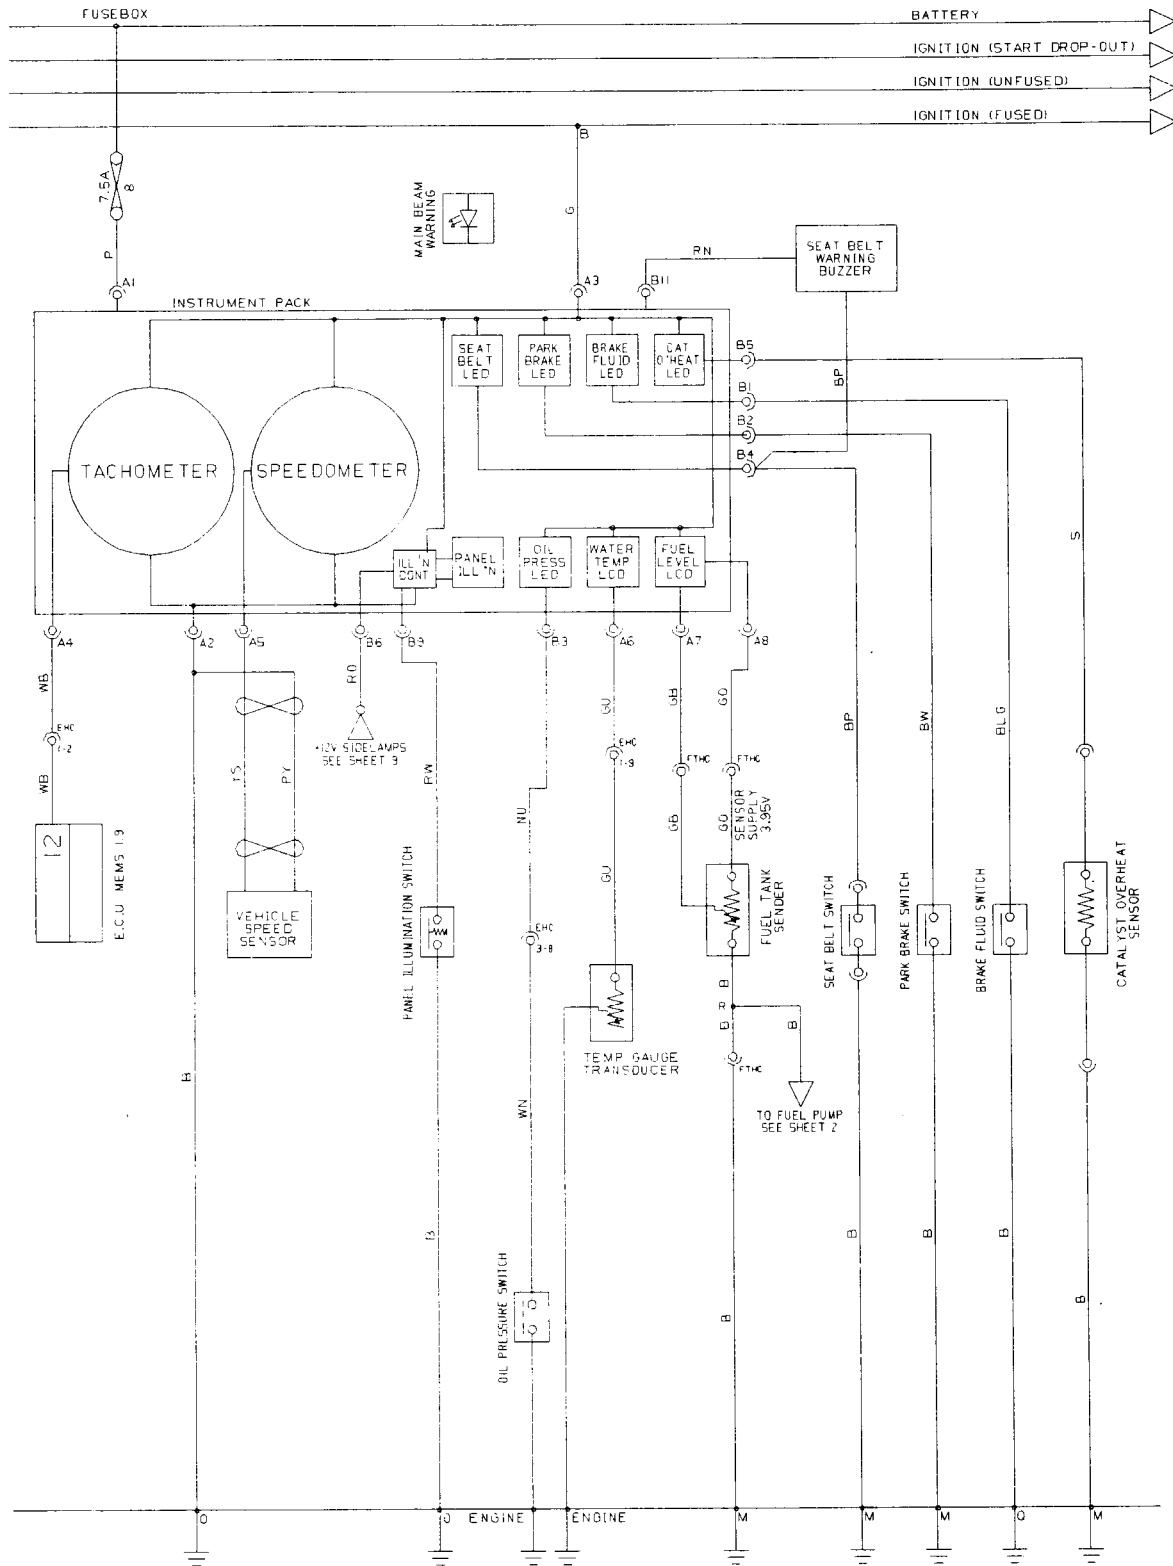 FUSEBOX
BATTERY
IGNITION (START DROP-OUT)
IGNITION (UNFUSED)
IGNITION (FUSED)
B
7.5A
8
P
A1
MAIN BEAM
WARNING
G
A3
RN
B11
SEAT BELT
WARNING
BUZZER
INSTRUMENT PACK
SEAT
BELT
LED
PARK
BRAKE
LED
BRAKE
FLUID
LED
CAT
O'HEAT
LED
B5
B1
B2
B4
BP
TACHOMETER
SPEEDOMETER
S
ILL'N
CONT
PANEL
ILL'N
OIL
PRESS
LED
WATER
TEMP
LCD
FUEL
LEVEL
LCD
A4
A2
A5
B6
B9
B3
A6
A7
A8
WB
EHC
1-2
WB
12
E.C.U MEMS 1.9
YS
PY
VEHICLE
SPEED
SENSOR
RO
+12V SIDELAMPS
SEE SHEET 9
RW
PANEL ILLUMINATION SWITCH
NU
EHC
3-8
WN
OIL PRESSURE SWITCH
GU
EHC
1-9
GU
TEMP GAUGE
TRANSDUCER
GB
FTHC
GB
GO
FTHC
GO
SENSOR
SUPPLY
3.95V
FUEL TANK
SENDER
B
R
B
B
FTHC
TO FUEL PUMP
SEE SHEET 2
BP
SEAT BELT SWITCH
BW
PARK BRAKE SWITCH
BLG
BRAKE FLUID SWITCH
CATALYST OVERHEAT
SENSOR
B
B
B
B
B
B
B
O
O
ENGINE
ENGINE
M
M
M
Q
M